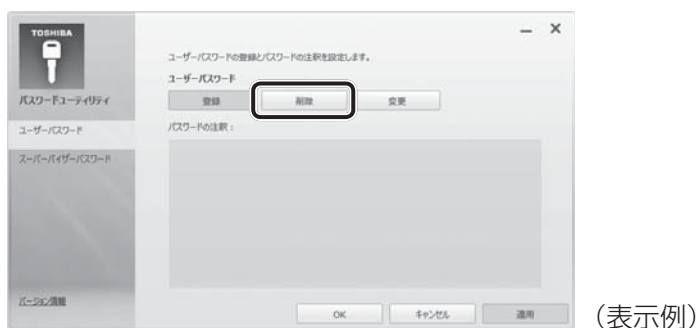 TOSHIBA
パスワードユーティリティ
ユーザーパスワード
スーパーバイザーパスワード
バージョン情報
ユーザーパスワードの登録とパスワードの注釈を設定します。
ユーザーパスワード
登録 削除 変更
パスワードの注釈：
OK キャンセル 適用
（表示例）